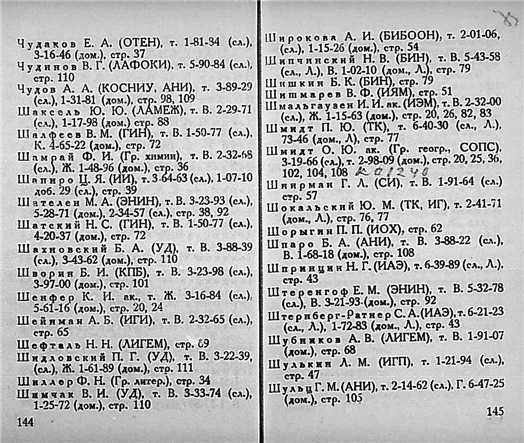 Чудаков Е. А. (ОТЕН), т. 1-81-84 (сл.),
3-16-46 (дом.), стр. 37
Чудинов В. Г. (ЛАФОКИ), т. 5-90-84 (сл.),
стр. 110
Чудов А. А. (КОСНИУ, АНИ), т. 3-89-29
(сл.), 1-31-81 (дом.), стр. 98, 109
Шаксель Ю. Ю. (ЛАМЕЖ), т. В. 2-29-71
(сл.), 1-17-98 (дом.) стр. 88
Шалфеев В. М. (ГИН), т. В. 1-50-77 (сл.),
К. 4-65-22 (дом.), стр. 72
Шамрай Ф. И. (Гр. химии), т. В. 2-32-68
(сл.), Ж. 1-48-96 (дом.), стр. 36
Шапиро Ц. Я. (ИИ), т. 3-64-63 (сл.), 1-07-10
доб. 29 (сл.), стр. 39
Шателен М. А. (ЭНИН), т. В. 3-23-93 (сл.),
5-28-71 (дом.), 2-34-57 (сл.), стр. 38, 92
Шатский Н. С. (ГИН), т. В. 1-50-77 (сл.),
4-20-37 (дом.), стр. 72
Шахновский Б. А. (УД), т. В. 3-88-39
(сл.), 3-43-62 (дом.), стр. 110
Шворин Б. И. (КПБ), т. В. 3-23-98 (сл.),
3-97-00 (дом.), стр. 101
Шенфер К. И. ак., т. Ж. 3-16-84 (сл.),
5-61-16 (дом.), стр. 20, 24
Шейнман А. Б. (ИГИ), т. В. 2-32-65 (сл.),
стр. 65
Шефталь Н. Н. (ЛИГЕМ), стр. 69
Шидловский П. Г. (УД), т. В. 3-22-39,
(сл.), Ж. 1-61-89 (дом.), стр. 111
Шиллер Ф. Н. (Гр. литер.), стр. 34
Шимчак В. И. (УД), т. В. 3-33-74 (сл.),
1-25-72 (дом.), стр. 110
144
Широкова А. И. (БИБООН), т. 2-01-06,
(сл.), 1-15-26 (дом.), стр. 54
Шипчинский Н. В. (БИН), т. В. 5-43-58
(сл., Л.), В. 1-02-10 (дом., Л.), стр. 79
Шишкин Б. К. (БИН), стр. 79
Шишмарев В. Ф. (ИЯМ), стр. 51
Шмальгаузен И. И. ак. (ИЭМ), т. В. 2-32-00
(сл.), Ж. 1-15-63 (дом.), стр. 20, 26, 82, 83
Шмидт П. Ю. (ТК), т. 6-40-30 (сл., Л.),
73-46 (дом., Л), стр. 77
Шмидт О. Ю. ак. (Гр. геогр., СОПС),
3-19-66 (сл.), т. 2-98-09 (дом.), стр. 20, 25, 36,
102, 104, 108
Шнирман Г. Л. (СИ), т. В. 1-91-64 (сл.)
стр. 57
Шокальский Ю. М. (ТК, ИГ), т. 2-41-71
(дом., Л.), стр. 76, 77
Шорыгин П. П. (ИОХ), стр. 62
Шпаро Б. А. (АНИ), т. В. 3-88-22 (сл.),
В. 1-68-18 (дом.), стр. 108
Шпринцин Н. Г. (ИАЭ), т. 6-39-89 (сл., Л.),
стр. 43
Штеренгоф Е. М. (ЭНИН), т. В. 5-32-78
(сл.), В. 3-21-93 (дом.), стр. 92
Штернберг-Ратнер С. А. (ИАЭ), т. 6-21-23
(сл., Л.), 1-72-83 (дом., Л.), стр. 43
Шубников А. В. (ЛИГЕМ), т. В. 1-91-07
(дом.), стр. 68
Шулькин Л. М. (ИГП), т. 1-21-94 (сл.),
стр. 47
Шульц Г. М. (АНИ), т. 2-14-62 (сл.), Г. 6-47-25
(дом.), стр. 105
145